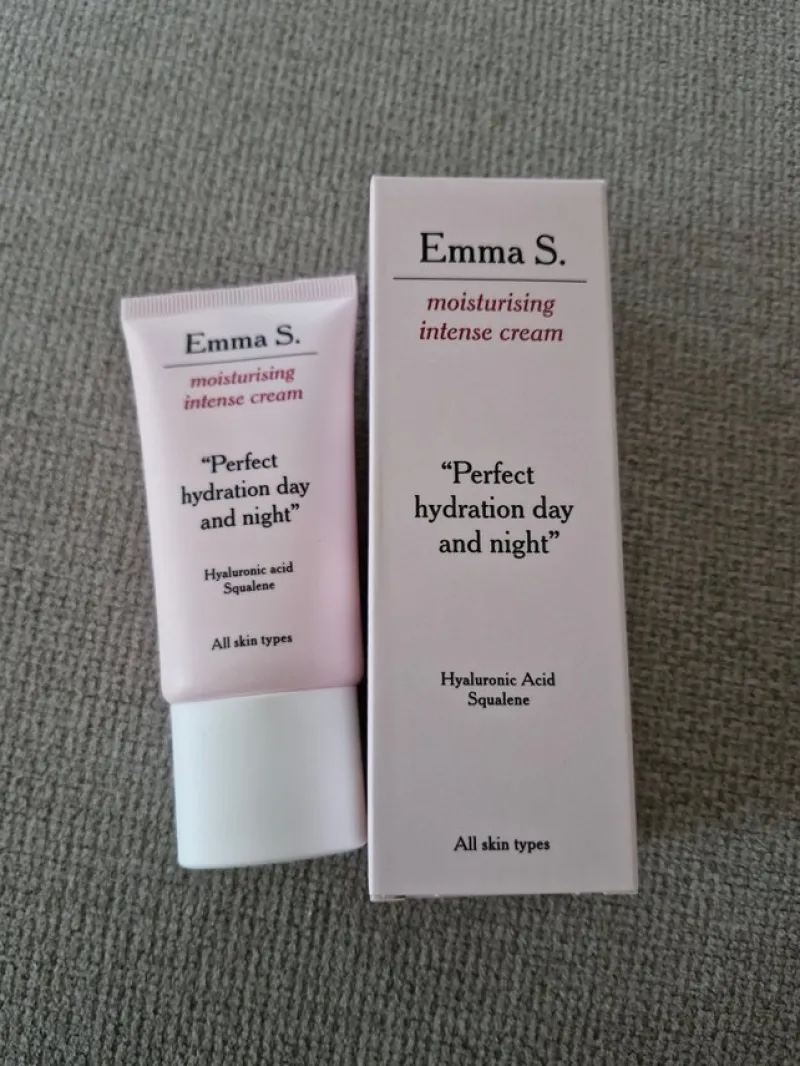 Emma S.
moisturising
intense cream
“Perfect
hydration day
and night”
Hyaluronic acid
Squalene
All skin types
Emma S.
moisturising
intense cream
“Perfect
hydration day
and night”
Hyaluronic Acid
Squalene
All skin types